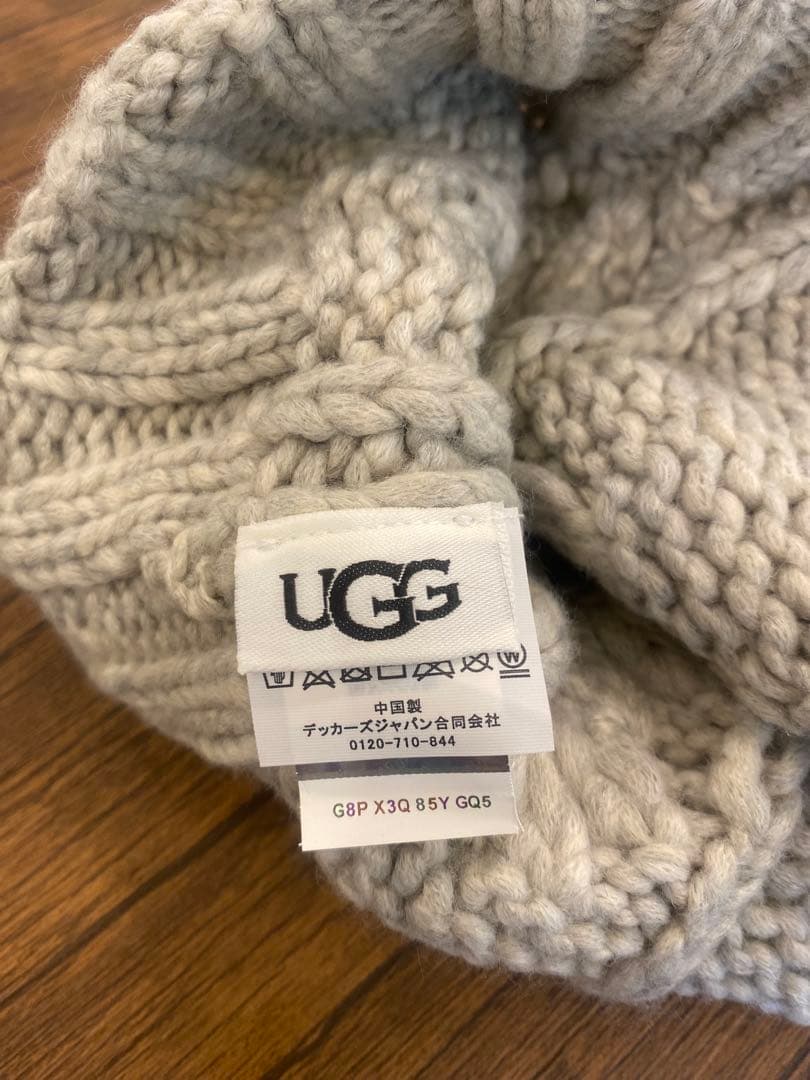 UGG
W
中国製
デッカーズジャパン合同会社
0120-710-844
G8P X3Q 85Y GQ5